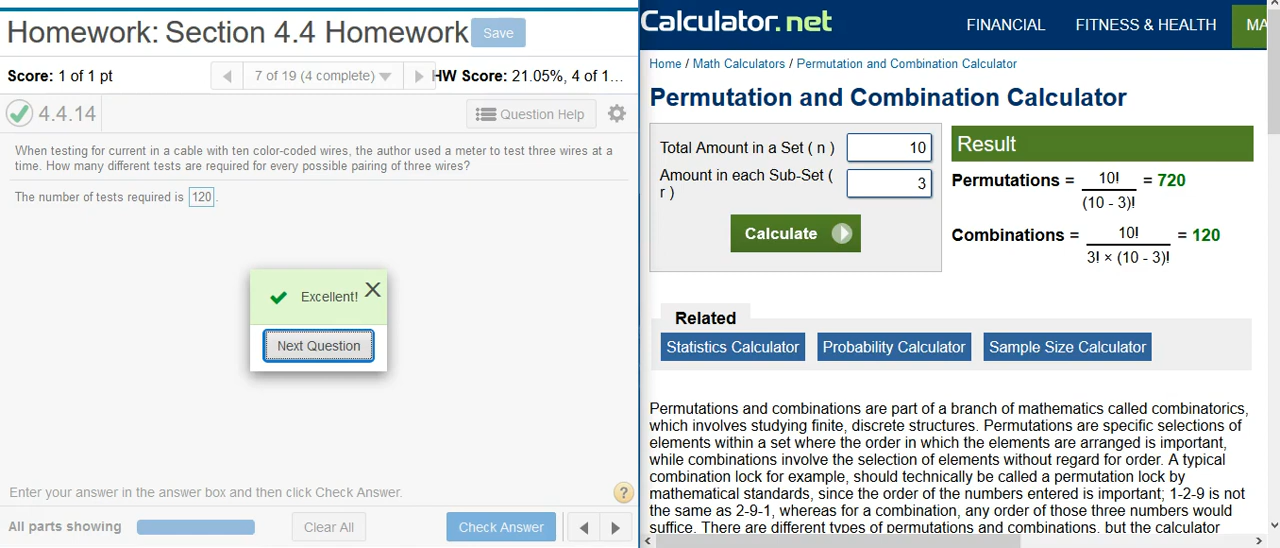 Homework: Section 4.4 Homework
Save
Score: 1 of 1 pt
7 of 19 (4 complete)
HW Score: 21.05%, 4 of 1...
4.4.14
Question Help
When testing for current in a cable with ten color-coded wires, the author used a meter to test three wires at a
time. How many different tests are required for every possible pairing of three wires?
The number of tests required is 120.
Excellent!
Next Question
Enter your answer in the answer box and then click Check Answer.
?
All parts showing
Clear All
Check Answer
Calculator.net
FINANCIAL
FITNESS & HEALTH
MA
Home / Math Calculators / Permutation and Combination Calculator
Permutation and Combination Calculator
Total Amount in a Set ( n )
10
Amount in each Sub-Set (
r )
3
Calculate
Result
Permutations = 10! / (10 - 3)! = 720
Combinations = 10! / 3! × (10 - 3)! = 120
Related
Statistics Calculator
Probability Calculator
Sample Size Calculator
Permutations and combinations are part of a branch of mathematics called combinatorics,
which involves studying finite, discrete structures. Permutations are specific selections of
elements within a set where the order in which the elements are arranged is important,
while combinations involve the selection of elements without regard for order. A typical
combination lock for example, should technically be called a permutation lock by
mathematical standards, since the order of the numbers entered is important; 1-2-9 is not
the same as 2-9-1, whereas for a combination, any order of those three numbers would
suffice. There are different types of permutations and combinations, but the calculator